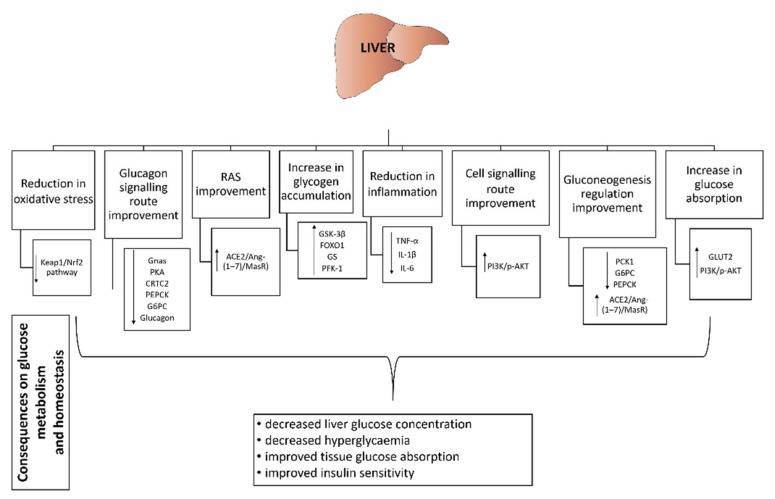 LIVER
Reduction in
oxidative stress
Keap1/Nrf2
pathway
Glucagon
signalling
route
improvement
Gnas
PKA
CRTC2
PEPCK
G6PC
Glucagon
RAS
improvement
ACE2/Ang-
(1–7)/MasR)
Increase in
glycogen
accumulation
GSK-3β
FOXO1
GS
PFK-1
Reduction in
inflammation
TNF-α
IL-1β
IL-6
Cell signalling
route
improvement
PI3K/p-AKT
Gluconeogenesis
regulation
improvement
PCK1
G6PC
PEPCK
ACE2/Ang-
(1–7)/MasR)
Increase in
glucose
absorption
GLUT2
PI3K/p-AKT
Consequences on glucose
metabolism
and homeostasis
• decreased liver glucose concentration
• decreased hyperglycaemia
• improved tissue glucose absorption
• improved insulin sensitivity